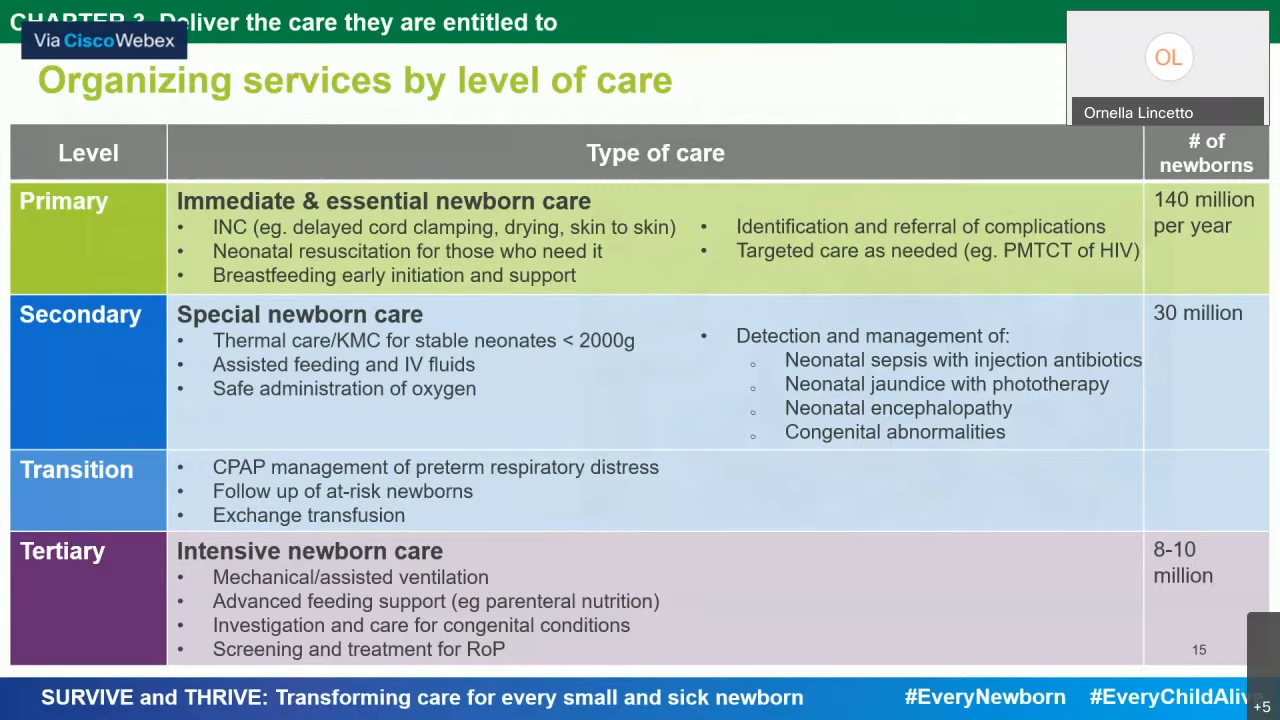 CHAPTER 3 Deliver the care they are entitled to
Via Cisco Webex
OL
Ornella Lincetto
Organizing services by level of care
Level
Type of care
# of
newborns
Primary
Immediate & essential newborn care
• INC (eg. delayed cord clamping, drying, skin to skin)
• Neonatal resuscitation for those who need it
• Breastfeeding early initiation and support
• Identification and referral of complications
• Targeted care as needed (eg. PMTCT of HIV)
140 million
per year
Secondary
Special newborn care
• Thermal care/KMC for stable neonates < 2000g
• Assisted feeding and IV fluids
• Safe administration of oxygen
• Detection and management of:
○ Neonatal sepsis with injection antibiotics
○ Neonatal jaundice with phototherapy
○ Neonatal encephalopathy
○ Congenital abnormalities
30 million
Transition
• CPAP management of preterm respiratory distress
• Follow up of at-risk newborns
• Exchange transfusion
Tertiary
Intensive newborn care
• Mechanical/assisted ventilation
• Advanced feeding support (eg parenteral nutrition)
• Investigation and care for congenital conditions
• Screening and treatment for RoP
8-10
million
15
SURVIVE and THRIVE: Transforming care for every small and sick newborn
#EveryNewborn #EveryChildAlive
+5